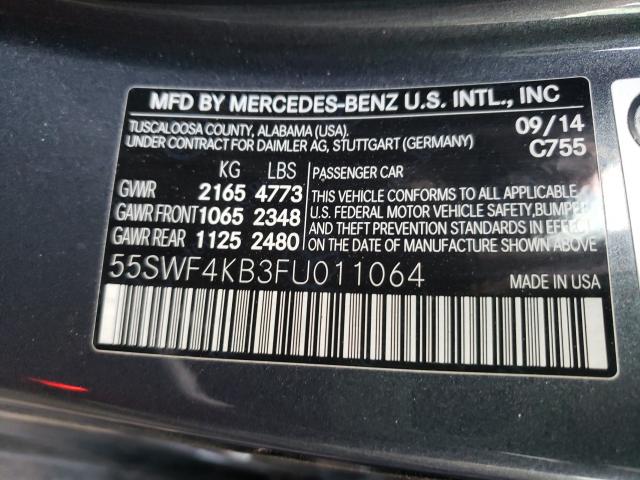 MFD BY MERCEDES-BENZ U.S. INTL., INC
TUSCALOOSA COUNTY, ALABAMA (USA). 09/14
UNDER CONTRACT FOR DAIMLER AG, STUTTGART (GERMANY) C755
KG LBS PASSENGER CAR
GVWR 2165 4773 THIS VEHICLE CONFORMS TO ALL APPLICABLE
GAWR FRONT 1065 2348 U.S. FEDERAL MOTOR VEHICLE SAFETY, BUMPER
GAWR REAR 1125 2480 AND THEFT PREVENTION STANDARDS IN EFFECT
ON THE DATE OF MANUFACTURE SHOWN ABOVE.
55SWF4KB3FU011064